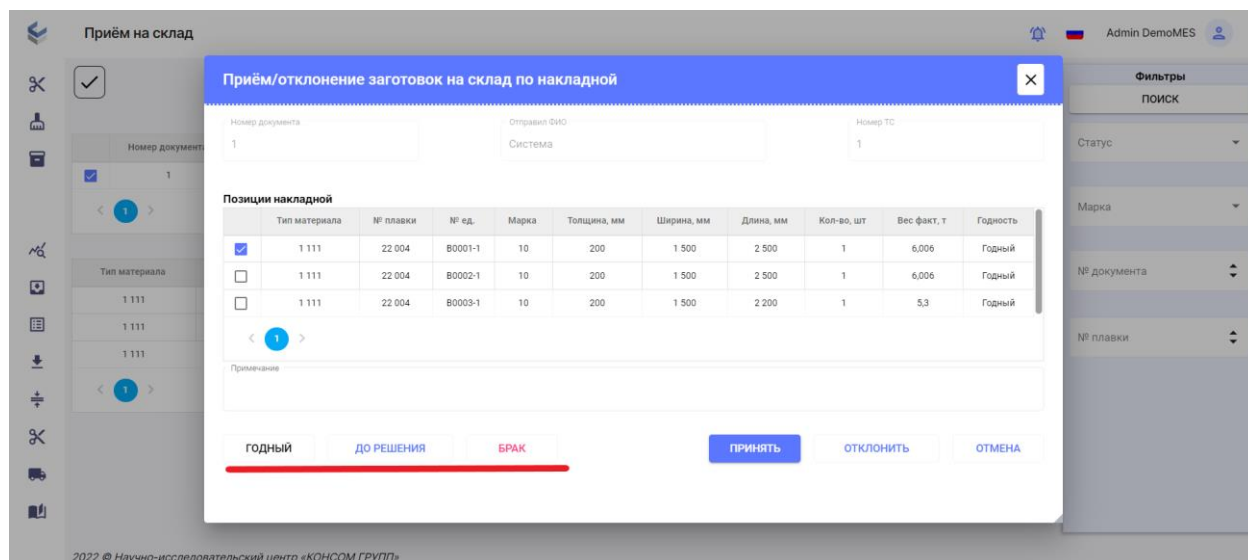 Приём на склад
Admin DemoMES
Приём/отклонение заготовок на склад по накладной
Фильтры
ПОИСК
Номер документа
Отправил ФИО
Номер ТС
1
Система
1
Номер документа
1
1
Статус
Марка
№ документа
№ плавки
Позиции накладной
Тип материала № плавки № ед. Марка Толщина, мм Ширина, мм Длина, мм Кол-во, шт Вес факт, т Годность
1 111 22 004 B0001-1 10 200 1 500 2 500 1 6,006 Годный
1 111 22 004 B0002-1 10 200 1 500 2 500 1 6,006 Годный
1 111 22 004 B0003-1 10 200 1 500 2 200 1 5,3 Годный
1
Тип материала
1 111
1 111
1 111
1
Примечание
ГОДНЫЙ ДО РЕШЕНИЯ БРАК ПРИНЯТЬ ОТКЛОНИТЬ ОТМЕНА
2022 © Научно-исследовательский центр «КОНСОМ ГРУПП»